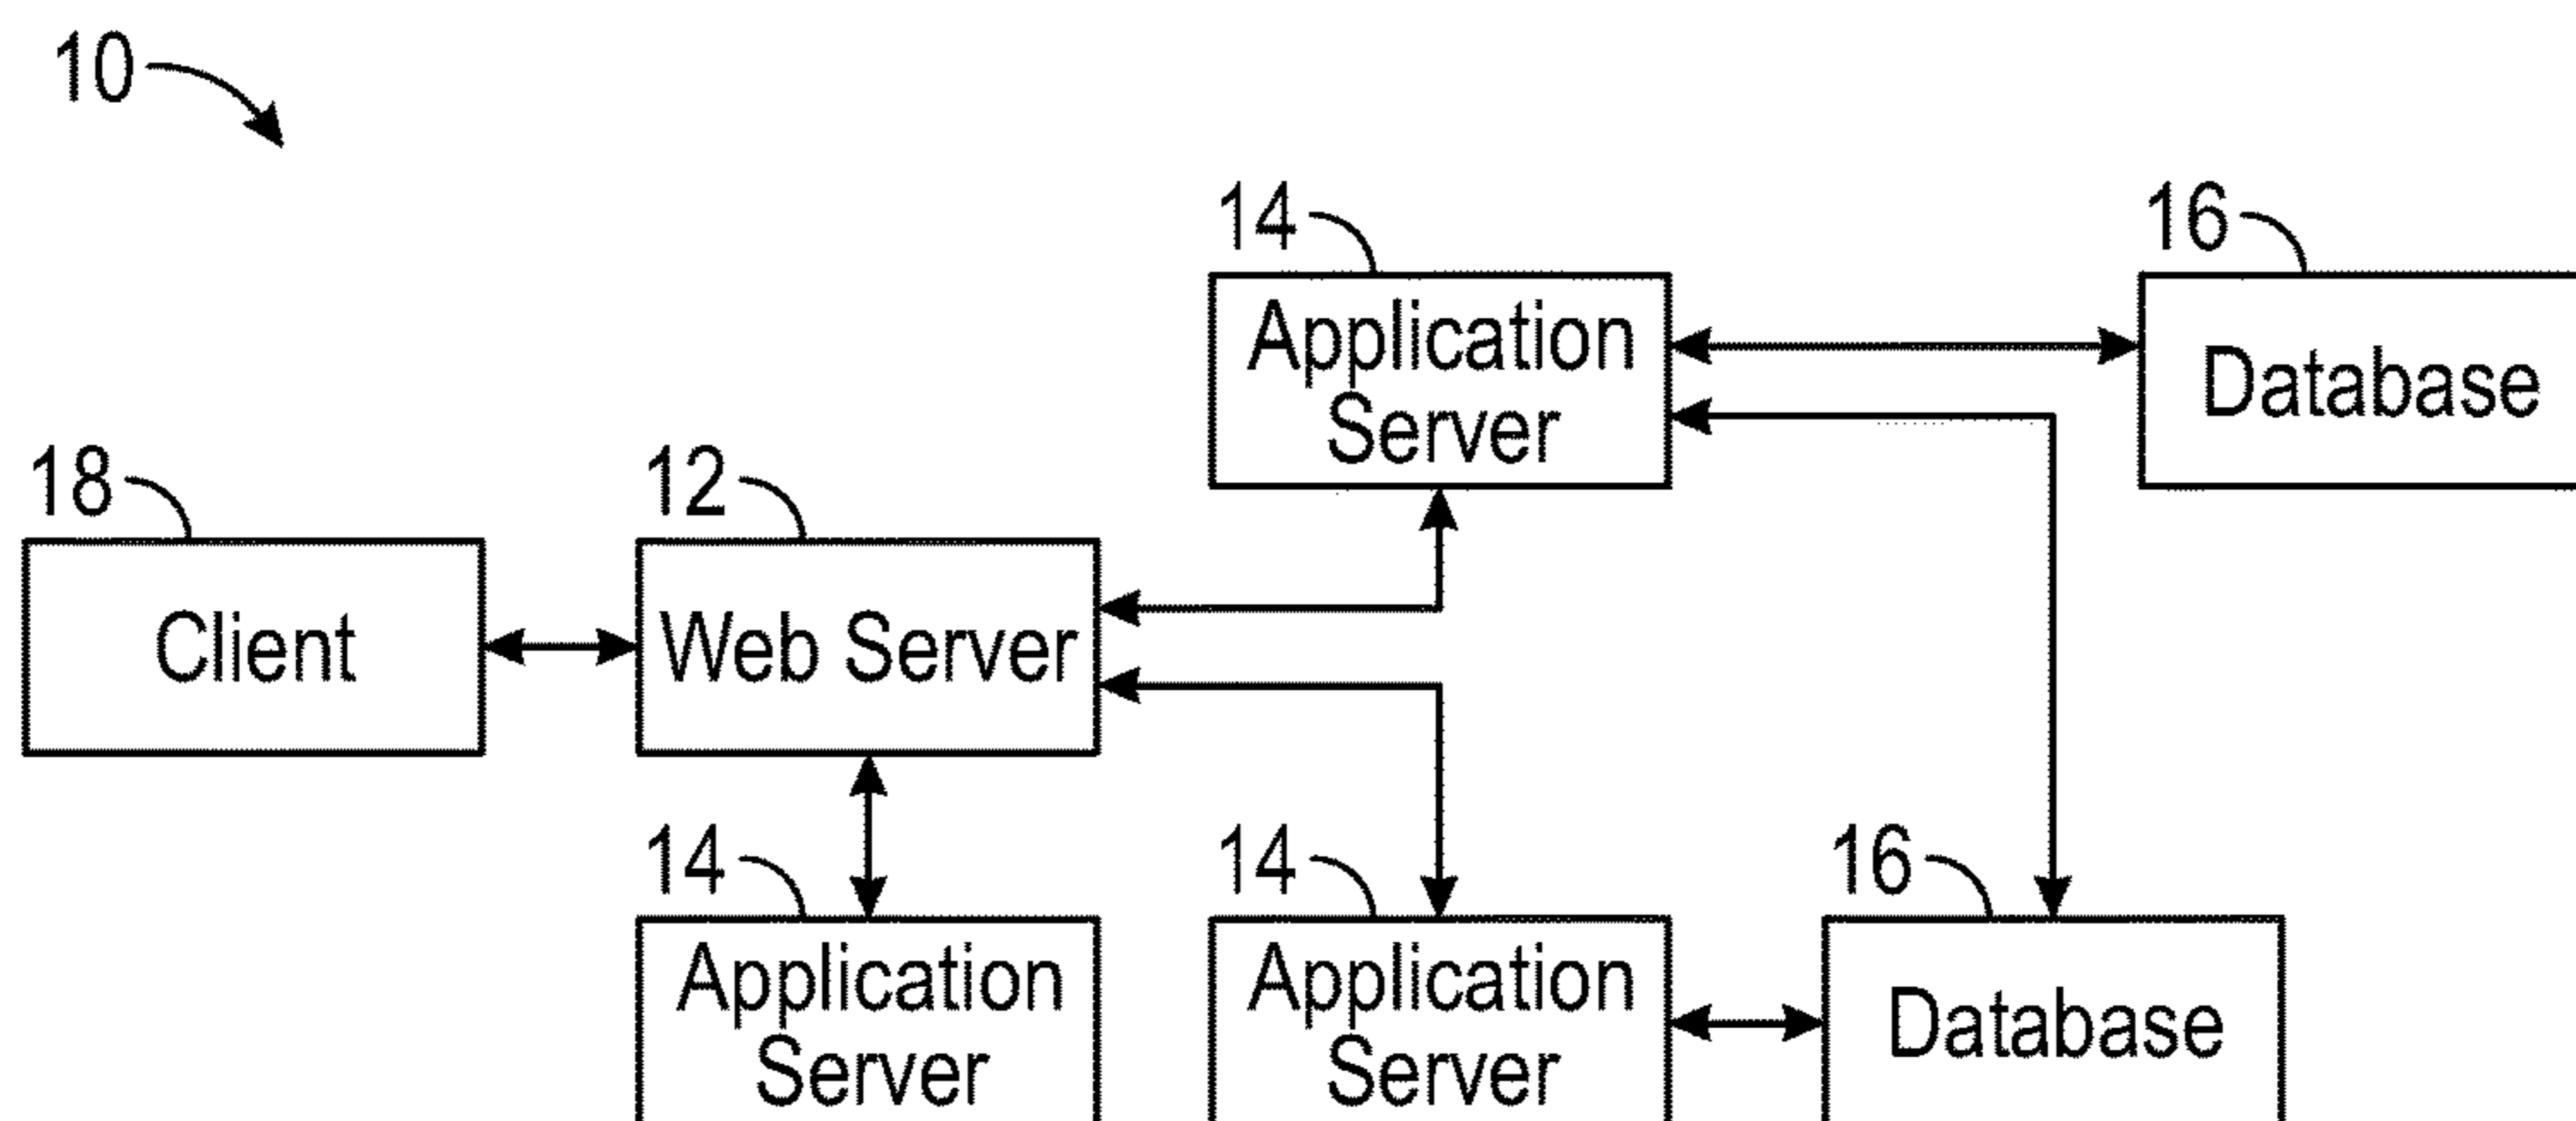 10
14
16
Application
Server
Database
18
12
Client
Web Server
14
14
16
Application
Server
Application
Server
Database